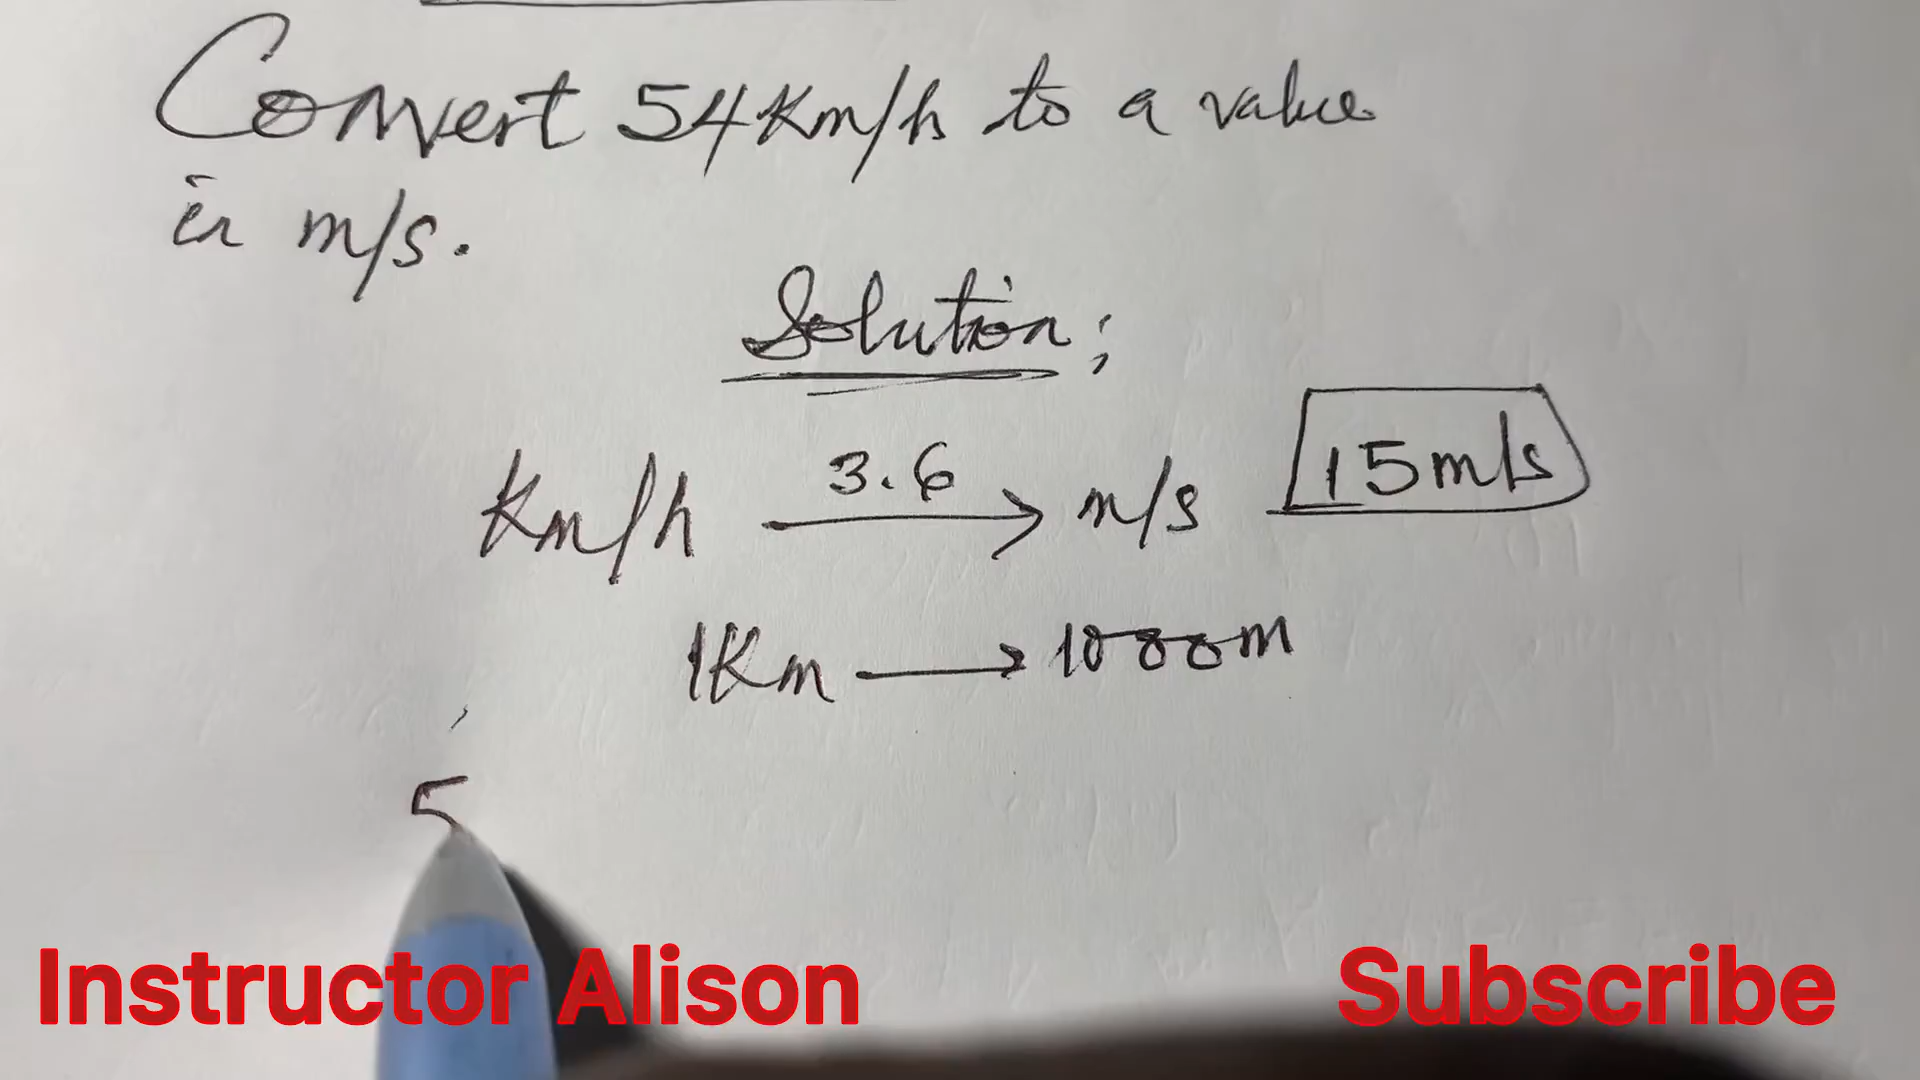 Convert 54Km/h to a value
in m/s.
Solution;
Km/h 3.6 → m/s 15m/s
1Km → 1000m
5
Instructor Alison Subscribe